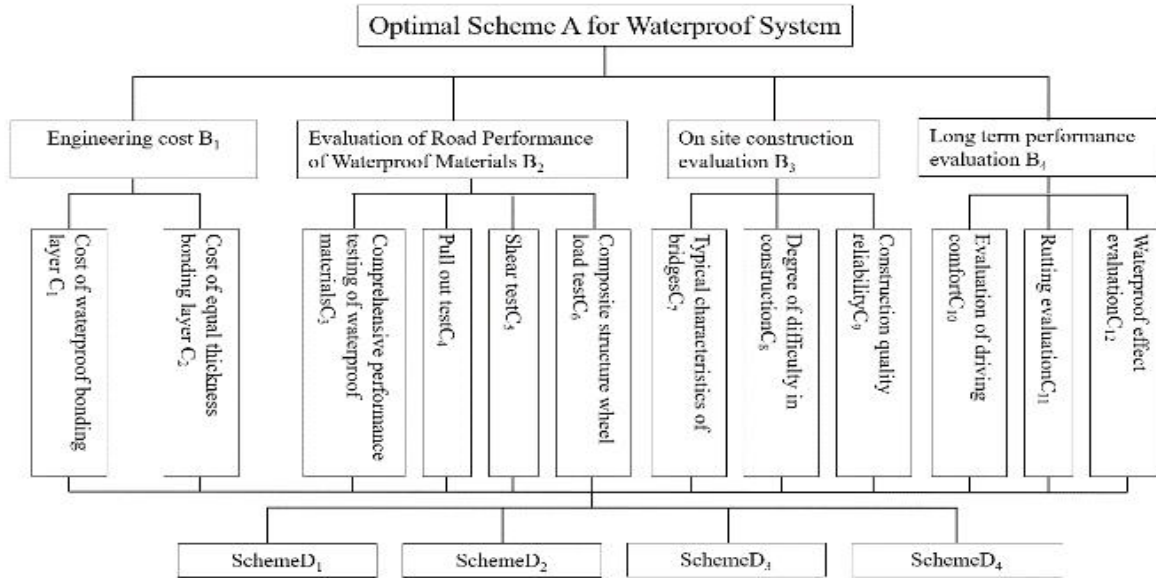 Optimal Scheme A for Waterproof System
Engineering cost B₁
Evaluation of Road Performance
of Waterproof Materials B₂
On site construction
evaluation B₃
Long term performance
evaluation B₄
Cost of waterproof bonding
layer C₁
Cost of equal thickness
bonding layer C₂
Comprehensive performance
testing of waterproof
materialsC₃
Pull out testC₄
Shear testC₅
Composite structure wheel
load testC₆
Typical characteristics of
bridgesC₇
Degree of difficulty in
constructionC₈
Construction quality
reliabilityC₉
Evaluation of driving
comfortC₁₀
Rutting evaluationC₁₁
Waterproof effect
evaluationC₁₂
SchemeD₁
SchemeD₂
SchemeD₃
SchemeD₄